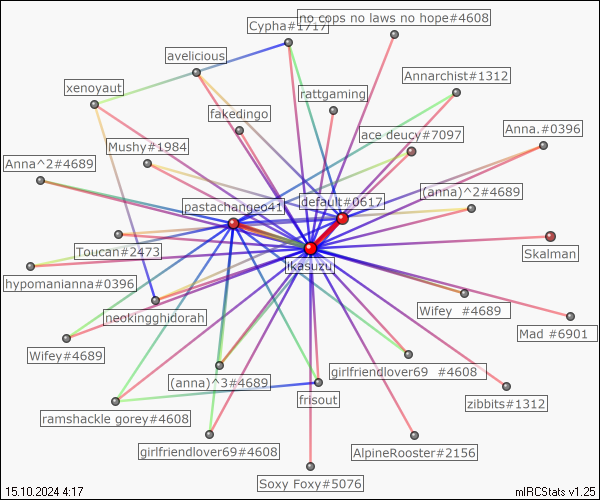 no cops no laws no hope#4608
Cypha#1717
avelicious
xenoyaut
rattgaming
Annarchist#1312
fakedingo
ace deucy#7097
Anna.#0396
Mushy#1984
Anna^2#4689
(anna)^2#4689
default#0617
pastachangeo41
Toucan#2473
Skalman
ikasuzu
hypomanianna#0396
neokingghidorah
Wifey #4689
Mad #6901
Wifey#4689
girlfriendlover69 #4608
(anna)^3#4689
frisout
zibbits#1312
ramshackle gorey#4608
girlfriendlover69#4608
AlpineRooster#2156
Soxy Foxy#5076
15.10.2024 4:17
mIRCStats v1.25